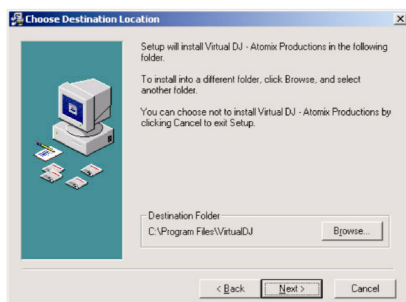 Choose Destination Location
Setup will install Virtual DJ - Atomix Productions in the following
folder.
To install into a different folder, click Browse, and select
another folder.
You can choose not to install Virtual DJ - Atomix Productions by
clicking Cancel to exit Setup.
Destination Folder
C:\Program Files\VirtualDJ
Browse...
< Back
Next >
Cancel